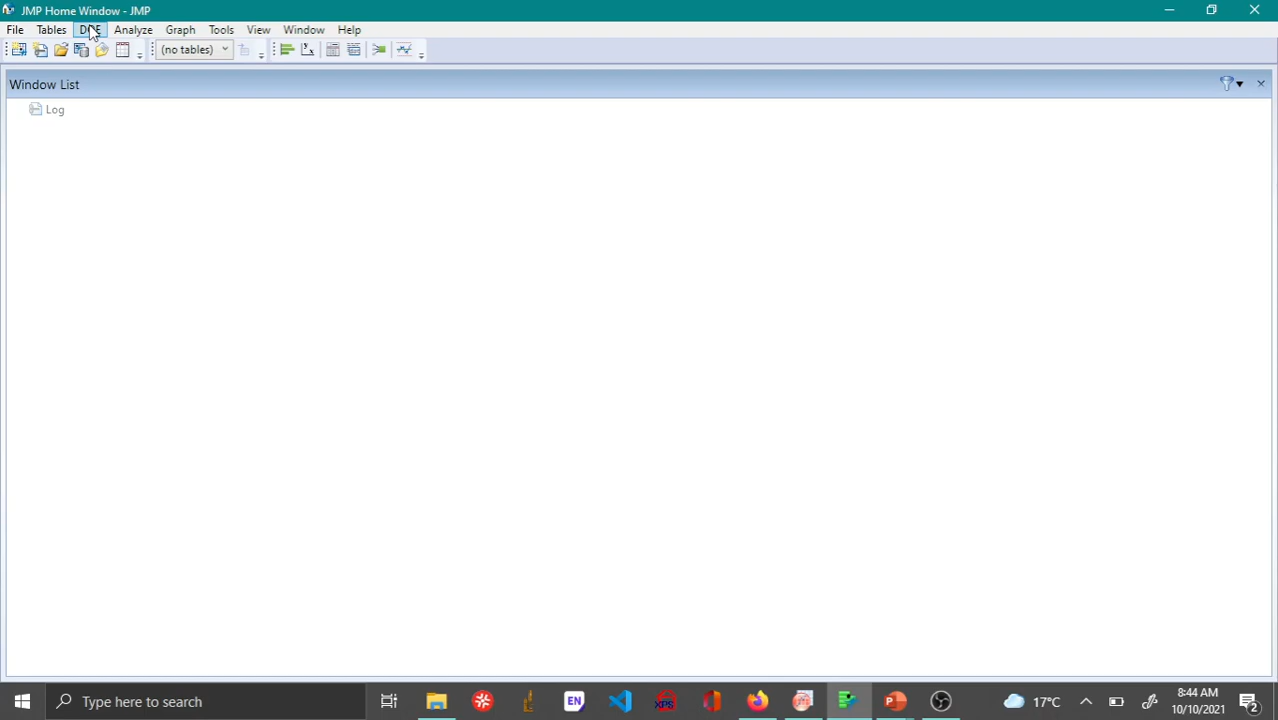 JMP Home Window - JMP
File Tables DOE Analyze Graph Tools View Window Help
(no tables)
Window List
Log
Type here to search
EN
XPS
P
17°C
8:44 AM
10/10/2021
2